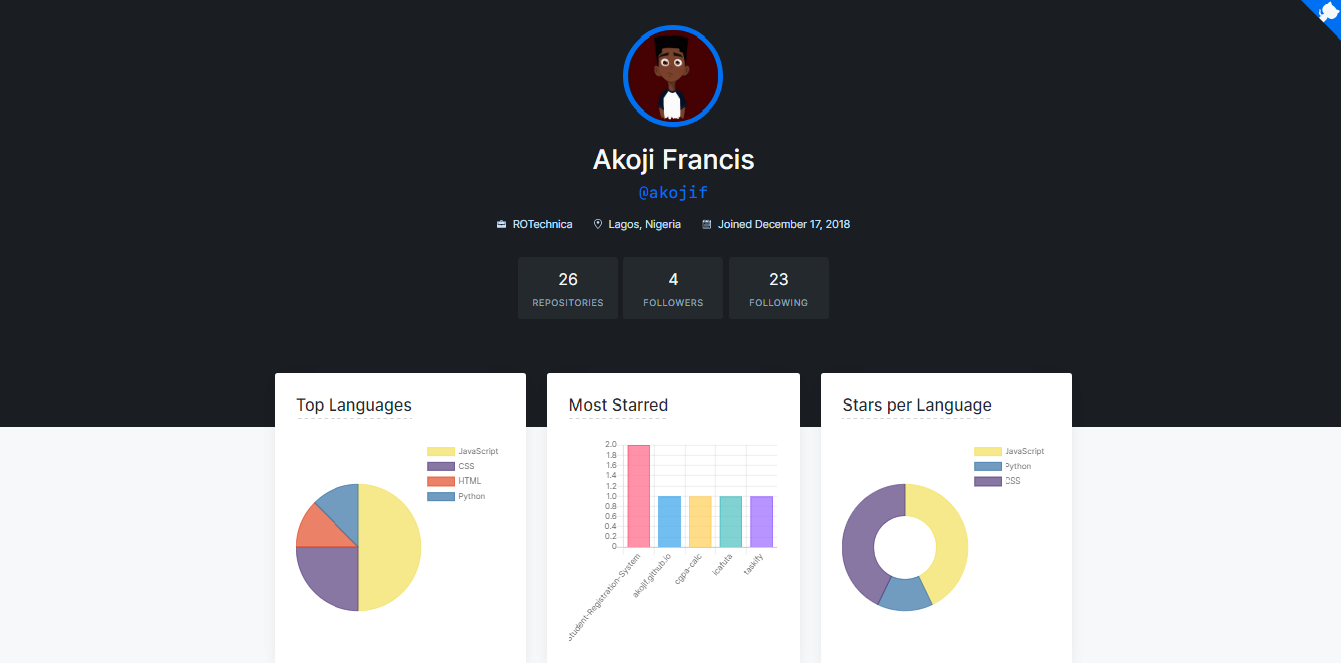 Akoji Francis
@akojif
ROTechnica Lagos, Nigeria Joined December 17, 2018
26 4 23
REPOSITORIES FOLLOWERS FOLLOWING
Top Languages
JavaScript
CSS
HTML
Python
Most Starred
2.0
1.8
1.6
1.4
1.2
1.0
0.8
0.6
0.4
0.2
0
Student-Registration-System
akojif.github.io
cgpa-calc
icafuta
taskify
Stars per Language
JavaScript
Python
CSS